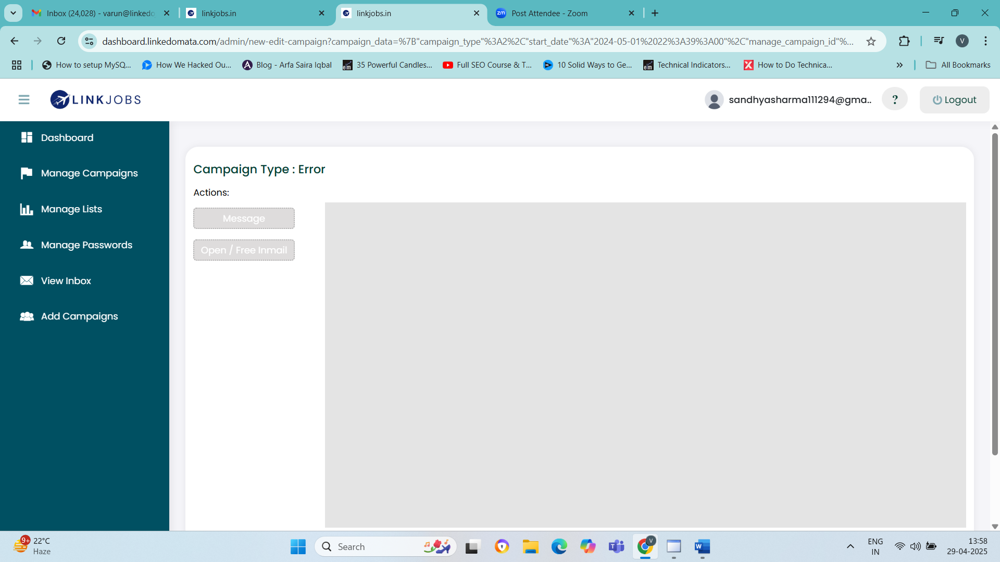 Inbox (24,028) - varun@linkedo
linkjobs.in
linkjobs.in
zm
Post Attendee - Zoom
dashboard.linkedomata.com/admin/new-edit-campaign?campaign_data=%7B"campaign_type"%3A2%2C"start_date"%3A"2024-05-01%2022%3A39%3A00"%2C"manage_campaign_id"%...
V
How to setup MySQ...
How We Hacked Ou...
Blog - Arfa Saira Iqbal
35 Powerful Candles...
Full SEO Course & T...
10 Solid Ways to Ge...
Technical Indicators...
How to Do Technica...
All Bookmarks
LINKJOBS
sandhyasharma111294@gma..
?
Logout
Dashboard
Manage Campaigns
Manage Lists
Manage Passwords
View Inbox
Add Campaigns
Campaign Type : Error
Actions:
Message
Open / Free Inmail
9+
22°C
Haze
Search
V
ENG
IN
13:58
29-04-2025